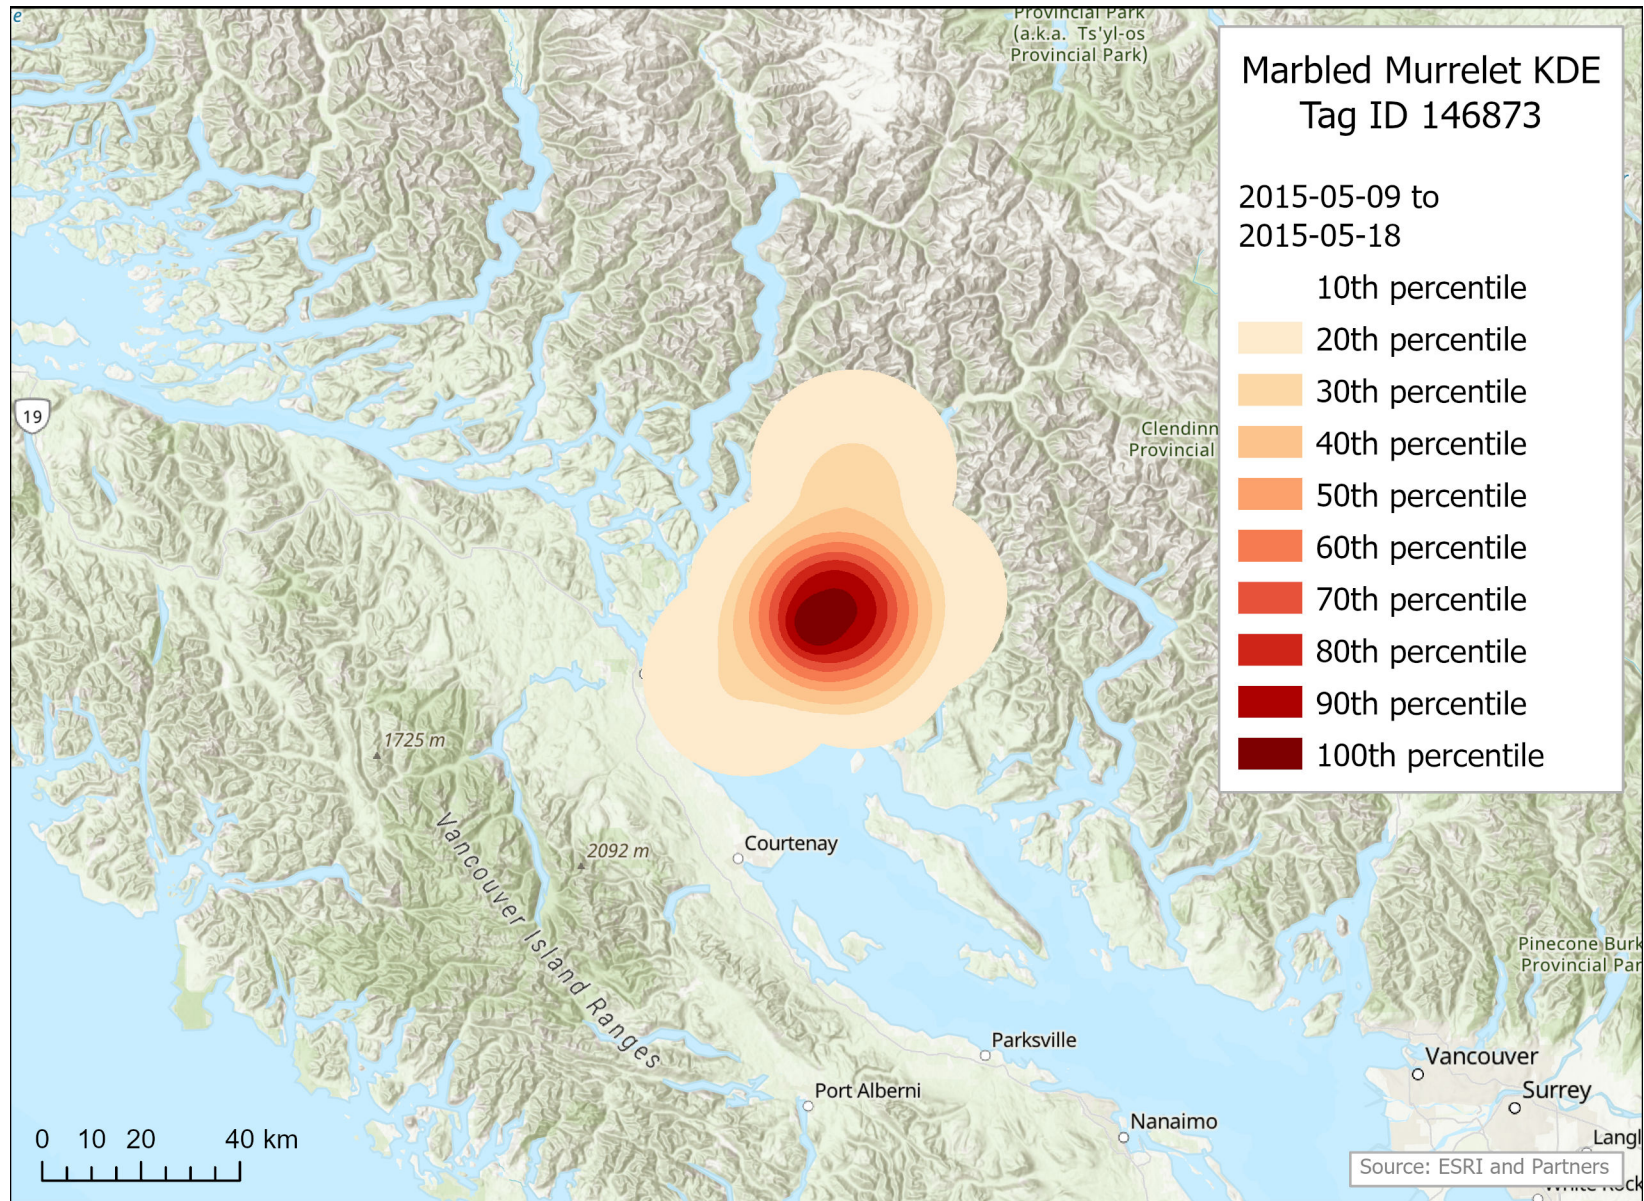 e
Provincial Park
(a.k.a. Ts'yl-os
Provincial Park)
Marbled Murrelet KDE
Tag ID 146873
2015-05-09 to
2015-05-18
10th percentile
20th percentile
30th percentile
40th percentile
50th percentile
60th percentile
70th percentile
80th percentile
90th percentile
100th percentile
19
Clendinn
Provincial
1725 m
2092 m
Vancouver Island Ranges
Courtenay
Pinecone Burk
Provincial Par
Parksville
Port Alberni
Nanaimo
Vancouver
Surrey
Langl
0 10 20 40 km
Source: ESRI and Partners